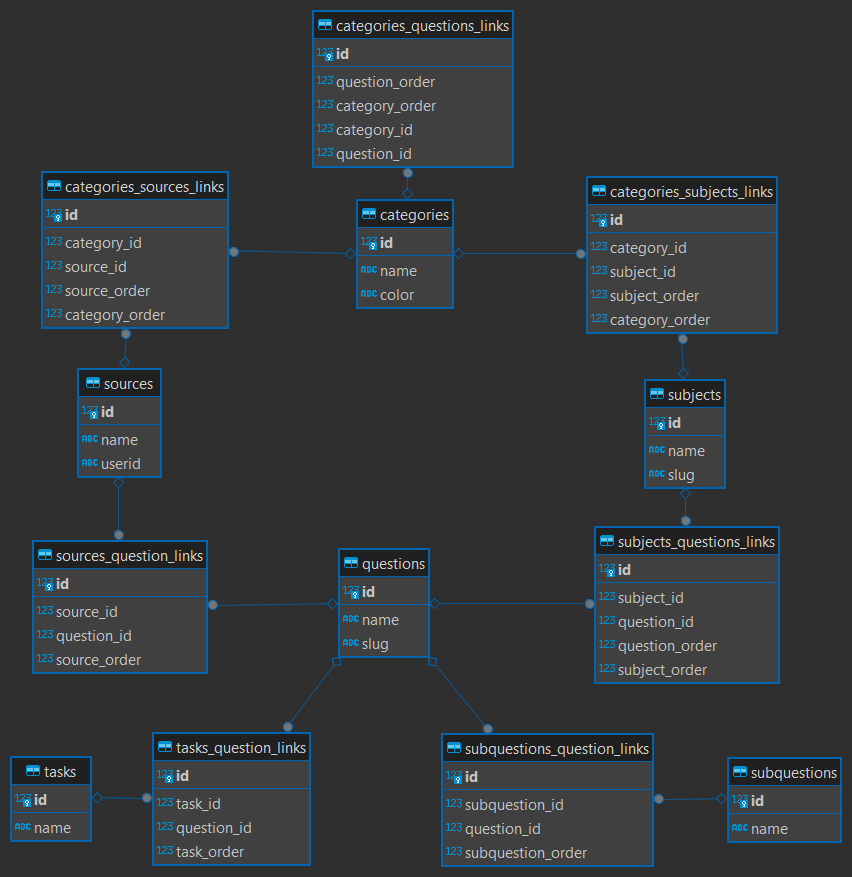 categories_questions_links
123 id
123 question_order
123 category_order
123 category_id
123 question_id
categories_sources_links
123 id
123 category_id
123 source_id
123 source_order
123 category_order
categories
123 id
ABC name
ABC color
categories_subjects_links
123 id
123 category_id
123 subject_id
123 subject_order
123 category_order
sources
123 id
ABC name
ABC userid
subjects
123 id
ABC name
ABC slug
sources_question_links
123 id
123 source_id
123 question_id
123 source_order
questions
123 id
ABC name
ABC slug
subjects_questions_links
123 id
123 subject_id
123 question_id
123 question_order
123 subject_order
tasks
123 id
ABC name
tasks_question_links
123 id
123 task_id
123 question_id
123 task_order
subquestions_question_links
123 id
123 subquestion_id
123 question_id
123 subquestion_order
subquestions
123 id
ABC name